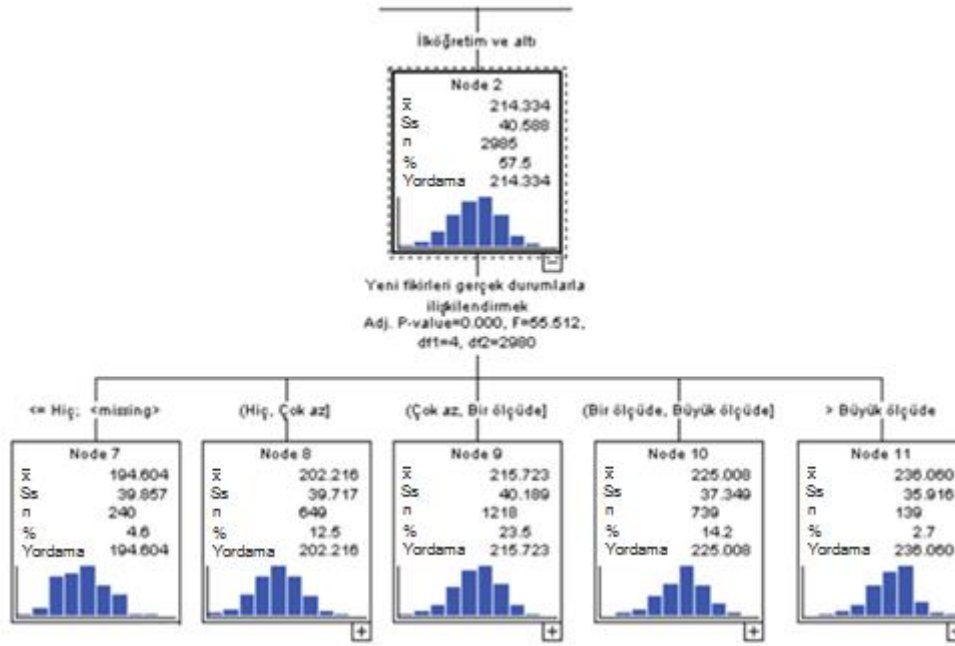 İlköğretim ve altı
Node 2
x̄ 214.334
Ss 40.588
n 2985
% 57.5
Yordama 214.334
Yeni fikirleri gerçek durumlarla
ilişkilendirmek
Adj. P-value=0.000, F=55.512,
df1=4, df2=2980
<= Hiç; <missing>
Node 7
x̄ 194.604
Ss 39.857
n 240
% 4.6
Yordama 194.604
(Hiç, Çok az]
Node 8
x̄ 202.216
Ss 39.717
n 649
% 12.5
Yordama 202.216
(Çok az, Bir ölçüde]
Node 9
x̄ 215.723
Ss 40.189
n 1218
% 23.5
Yordama 215.723
(Bir ölçüde, Büyük ölçüde]
Node 10
x̄ 225.008
Ss 37.349
n 739
% 14.2
Yordama 225.008
> Büyük ölçüde
Node 11
x̄ 236.060
Ss 35.916
n 139
% 2.7
Yordama 236.060